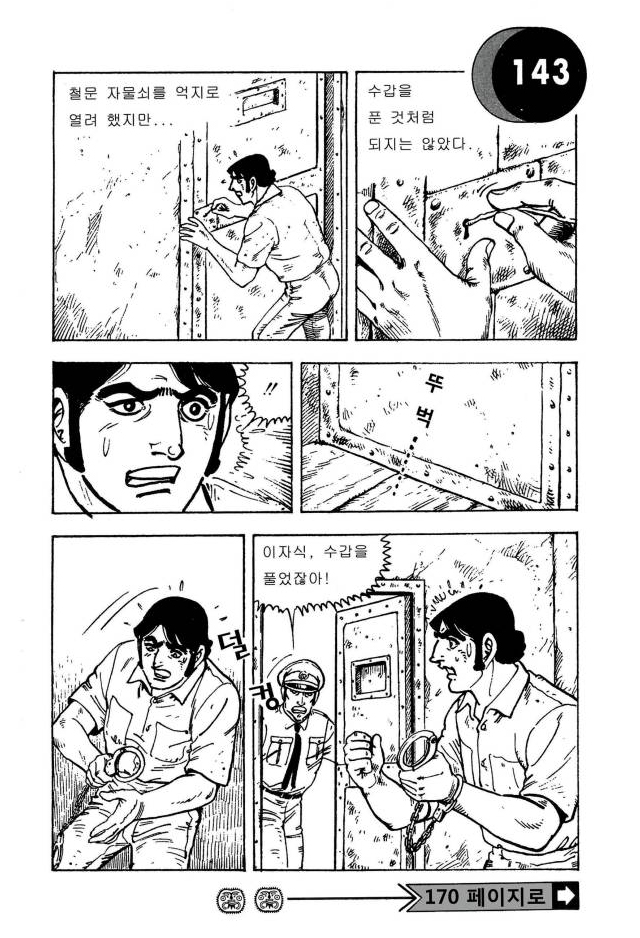 143
철문 자물쇠를 억지로
열려 했지만...
수갑을
푼 것처럼
되지는 않았다.
!!
뚜
벅
덜
컹
이자식, 수갑을
풀었잖아!
170 페이지로